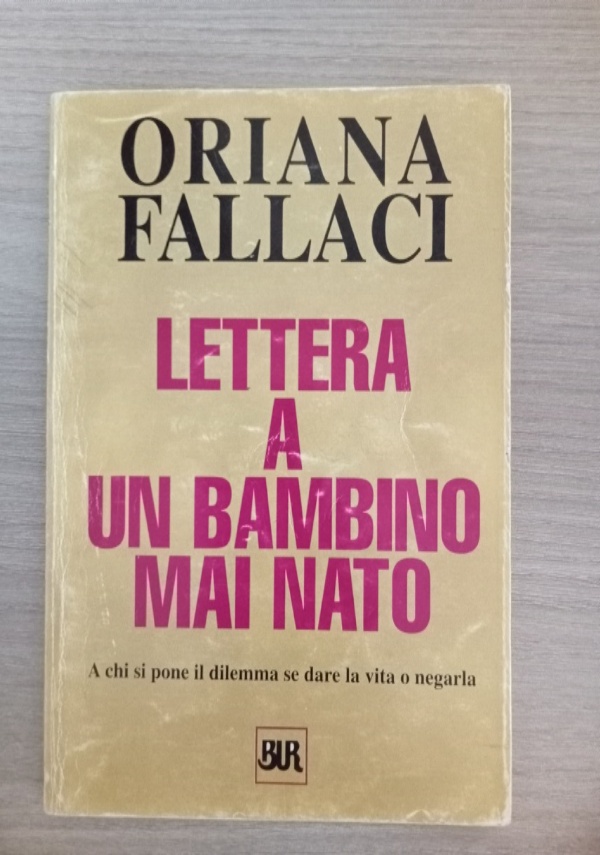 ORIANA
FALLACI
LETTERA
A
UN BAMBINO
MAI NATO
A chi si pone il dilemma se dare la vita o negarla
BUR